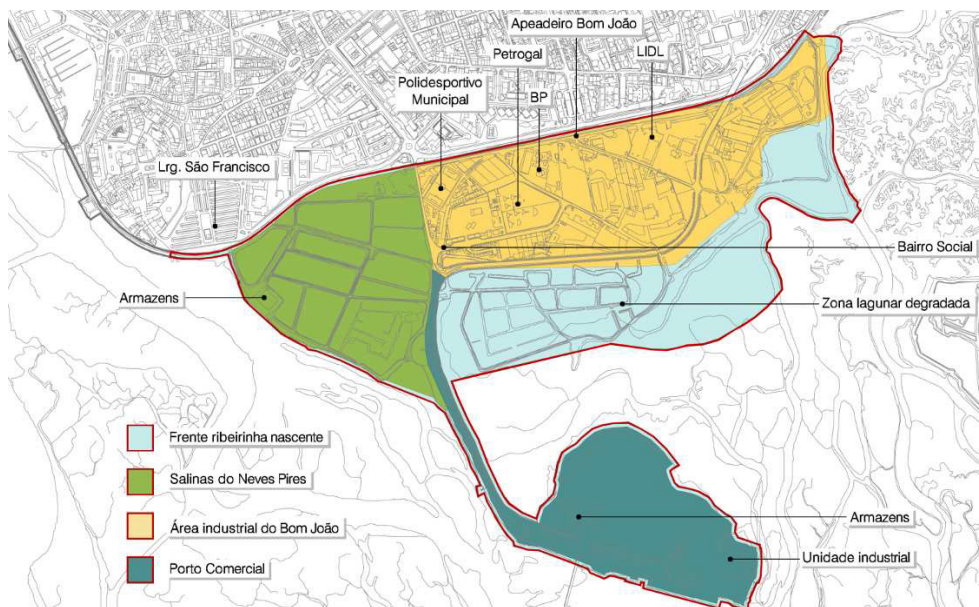 Apeadeiro Bom João
Petrogal
LIDL
Polidesportivo
Municipal
BP
Lrg. São Francisco
Bairro Social
Armazens
Zona lagunar degradada
Frente ribeirinha nascente
Salinas do Neves Pires
Área industrial do Bom João
Porto Comercial
Armazens
Unidade industrial